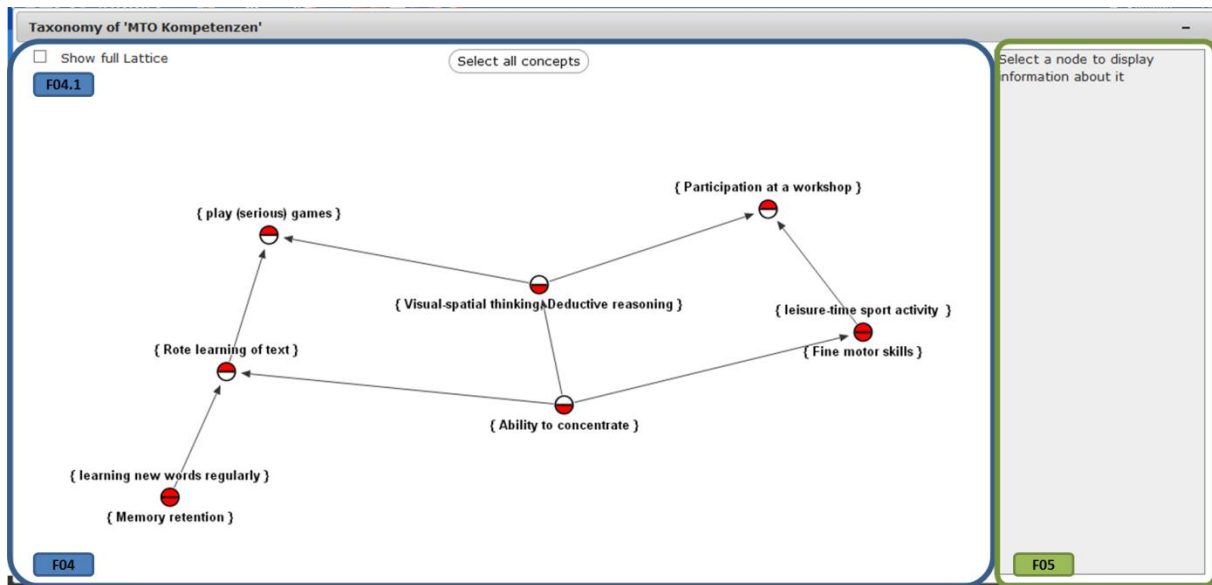 Taxonomy of 'MTO Kompetenzen'
–
Show full Lattice
Select all concepts
F04.1
{ Participation at a workshop }
{ play (serious) games }
{ Visual-spatial thinking, Deductive reasoning }
{ leisure-time sport activity }
{ Rote learning of text }
{ Fine motor skills }
{ Ability to concentrate }
{ learning new words regularly }
{ Memory retention }
F04
Select a node to display
information about it
F05